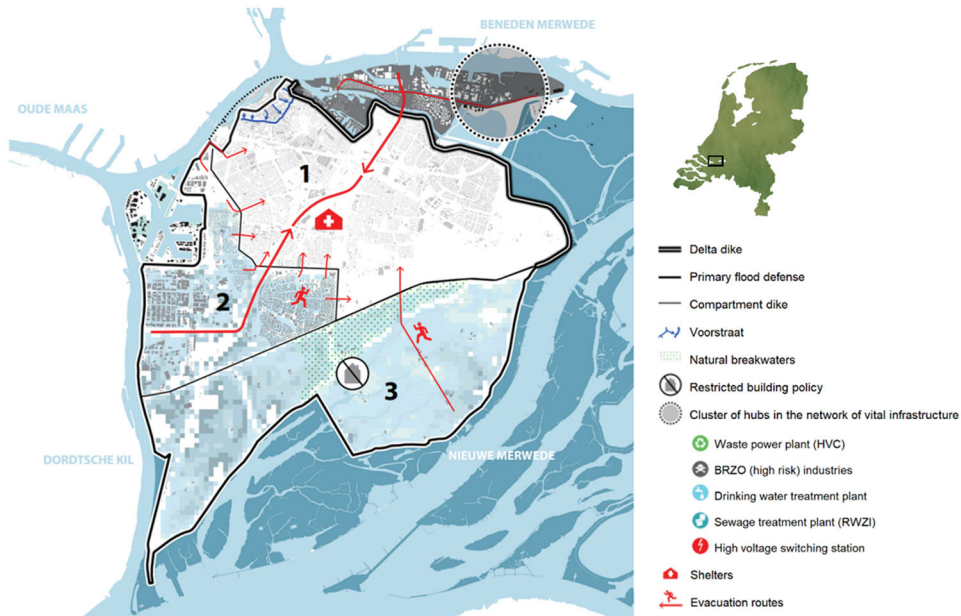 BENEDEN MERWEDE
OUDE MAAS
1
2
3
DORDTSCHE KIL
NIEUWE MERWEDE
Delta dike
Primary flood defense
Compartment dike
Voorstraat
Natural breakwaters
Restricted building policy
Cluster of hubs in the network of vital infrastructure
Waste power plant (HVC)
BRZO (high risk) industries
Drinking water treatment plant
Sewage treatment plant (RWZI)
High voltage switching station
Shelters
Evacuation routes